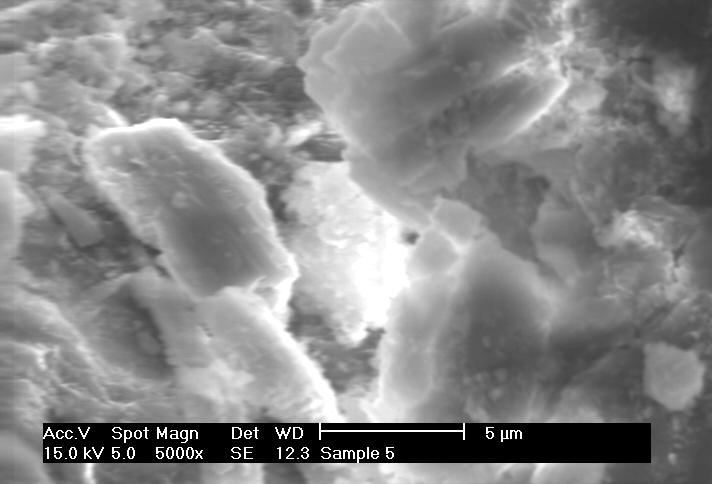 Acc.V Spot Magn Det WD 5 µm
15.0 kV 5.0 5000x SE 12.3 Sample 5